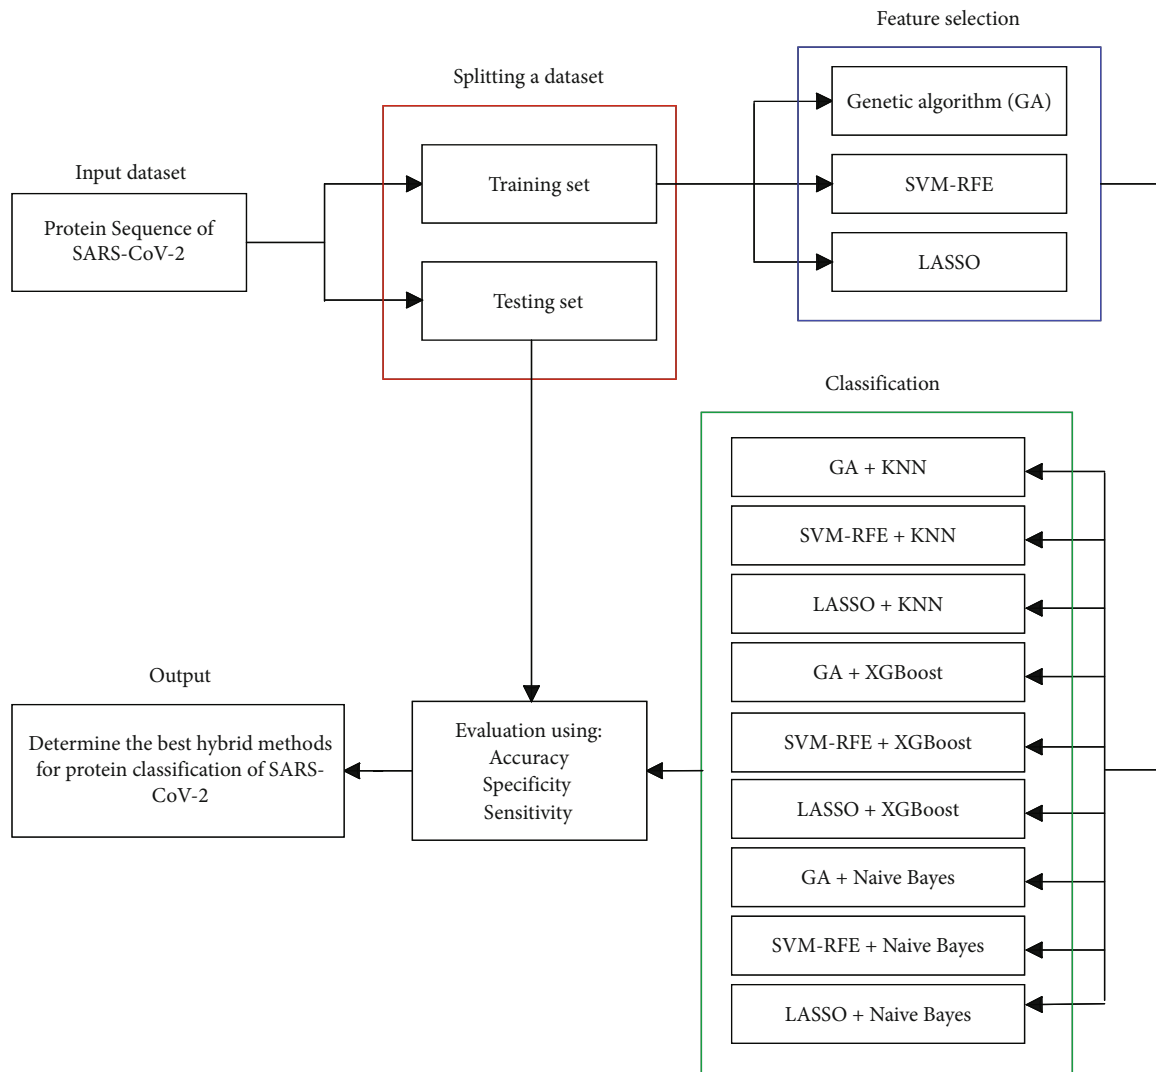 Feature selection
Splitting a dataset
Genetic algorithm (GA)
Input dataset
Training set
SVM-RFE
Protein Sequence of
SARS-CoV-2
LASSO
Testing set
Classification
GA + KNN
SVM-RFE + KNN
LASSO + KNN
GA + XGBoost
SVM-RFE + XGBoost
LASSO + XGBoost
GA + Naive Bayes
SVM-RFE + Naive Bayes
LASSO + Naive Bayes
Evaluation using:
Accuracy
Specificity
Sensitivity
Output
Determine the best hybrid methods
for protein classification of SARS-
CoV-2